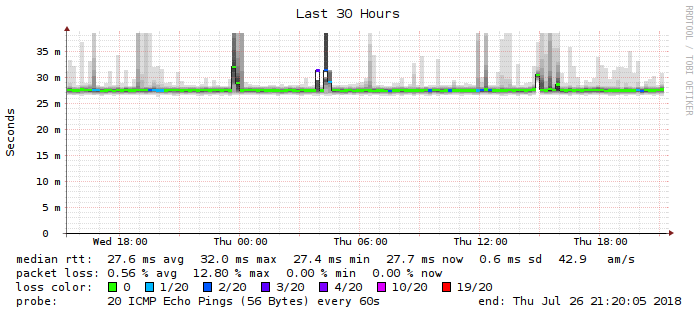 Last 30 Hours
RRDTOOL / TOBI OETIKER
Seconds
35 m
30 m
25 m
20 m
15 m
10 m
5 m
0
Wed 18:00 Thu 00:00 Thu 06:00 Thu 12:00 Thu 18:00
median rtt: 27.6 ms avg 32.0 ms max 27.4 ms min 27.7 ms now 0.6 ms sd 42.9 am/s
packet loss: 0.56 % avg 12.80 % max 0.00 % min 0.00 % now
loss color: 0 1/20 2/20 3/20 4/20 10/20 19/20
probe: 20 ICMP Echo Pings (56 Bytes) every 60s end: Thu Jul 26 21:20:05 2018